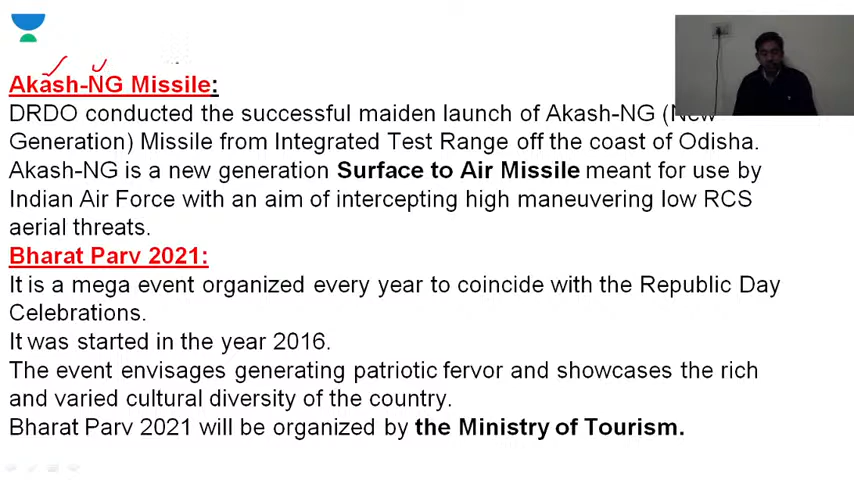 Akash-NG Missile:
DRDO conducted the successful maiden launch of Akash-NG (New
Generation) Missile from Integrated Test Range off the coast of Odisha.
Akash-NG is a new generation Surface to Air Missile meant for use by
Indian Air Force with an aim of intercepting high maneuvering low RCS
aerial threats.
Bharat Parv 2021:
It is a mega event organized every year to coincide with the Republic Day
Celebrations.
It was started in the year 2016.
The event envisages generating patriotic fervor and showcases the rich
and varied cultural diversity of the country.
Bharat Parv 2021 will be organized by the Ministry of Tourism.